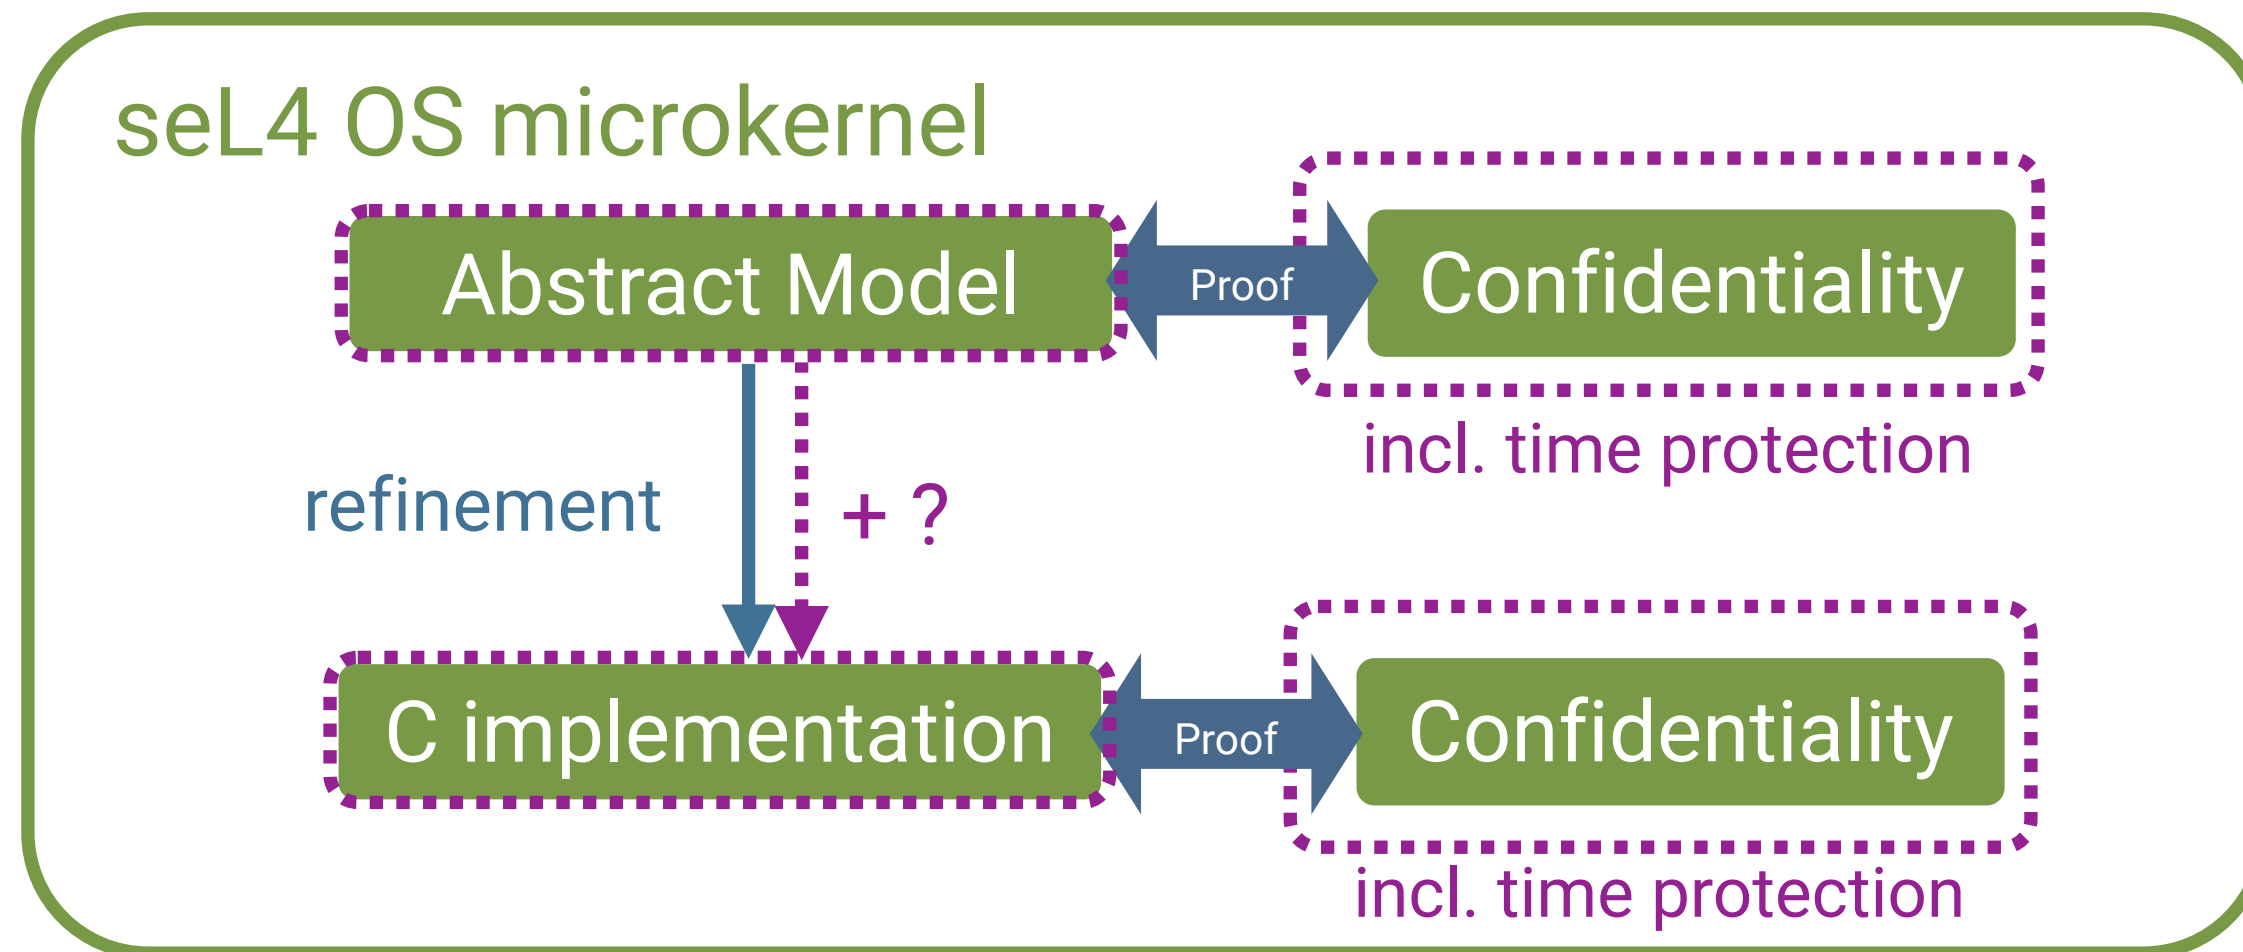 seL4 OS microkernel
Abstract Model
Proof
Confidentiality
incl. time protection
refinement
+ ?
C implementation
Proof
Confidentiality
incl. time protection